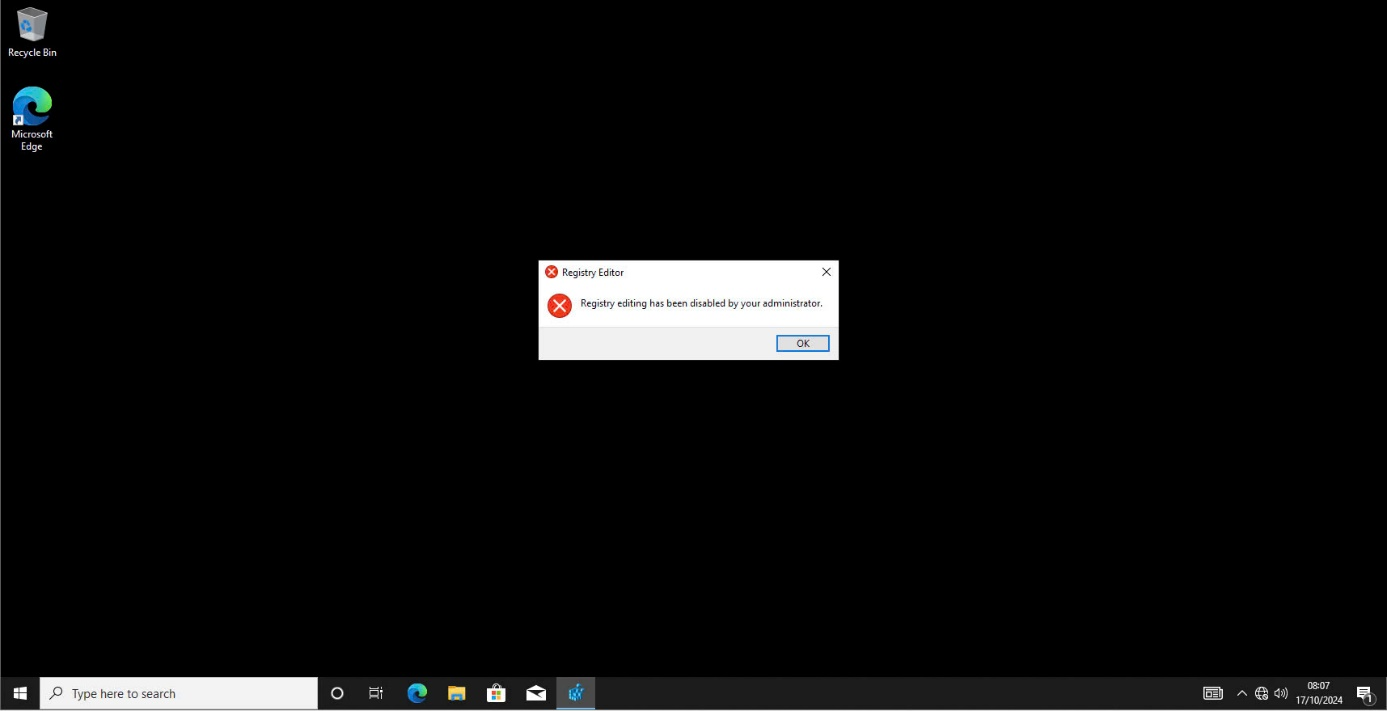 Recycle Bin
Microsoft
Edge
Registry Editor
Registry editing has been disabled by your administrator.
OK
Type here to search
08:07
17/10/2024
1